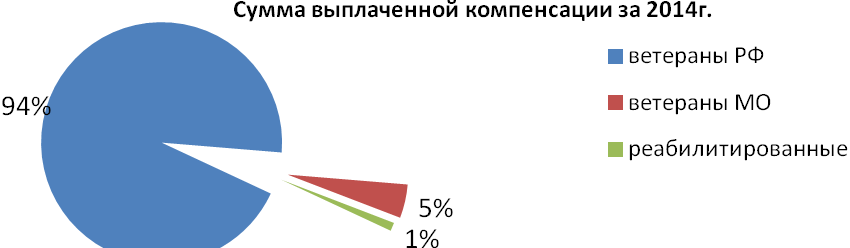 Сумма выплаченной компенсации за 2014г.
ветераны РФ
94%
ветераны МО
реабилитированные
5%
1%